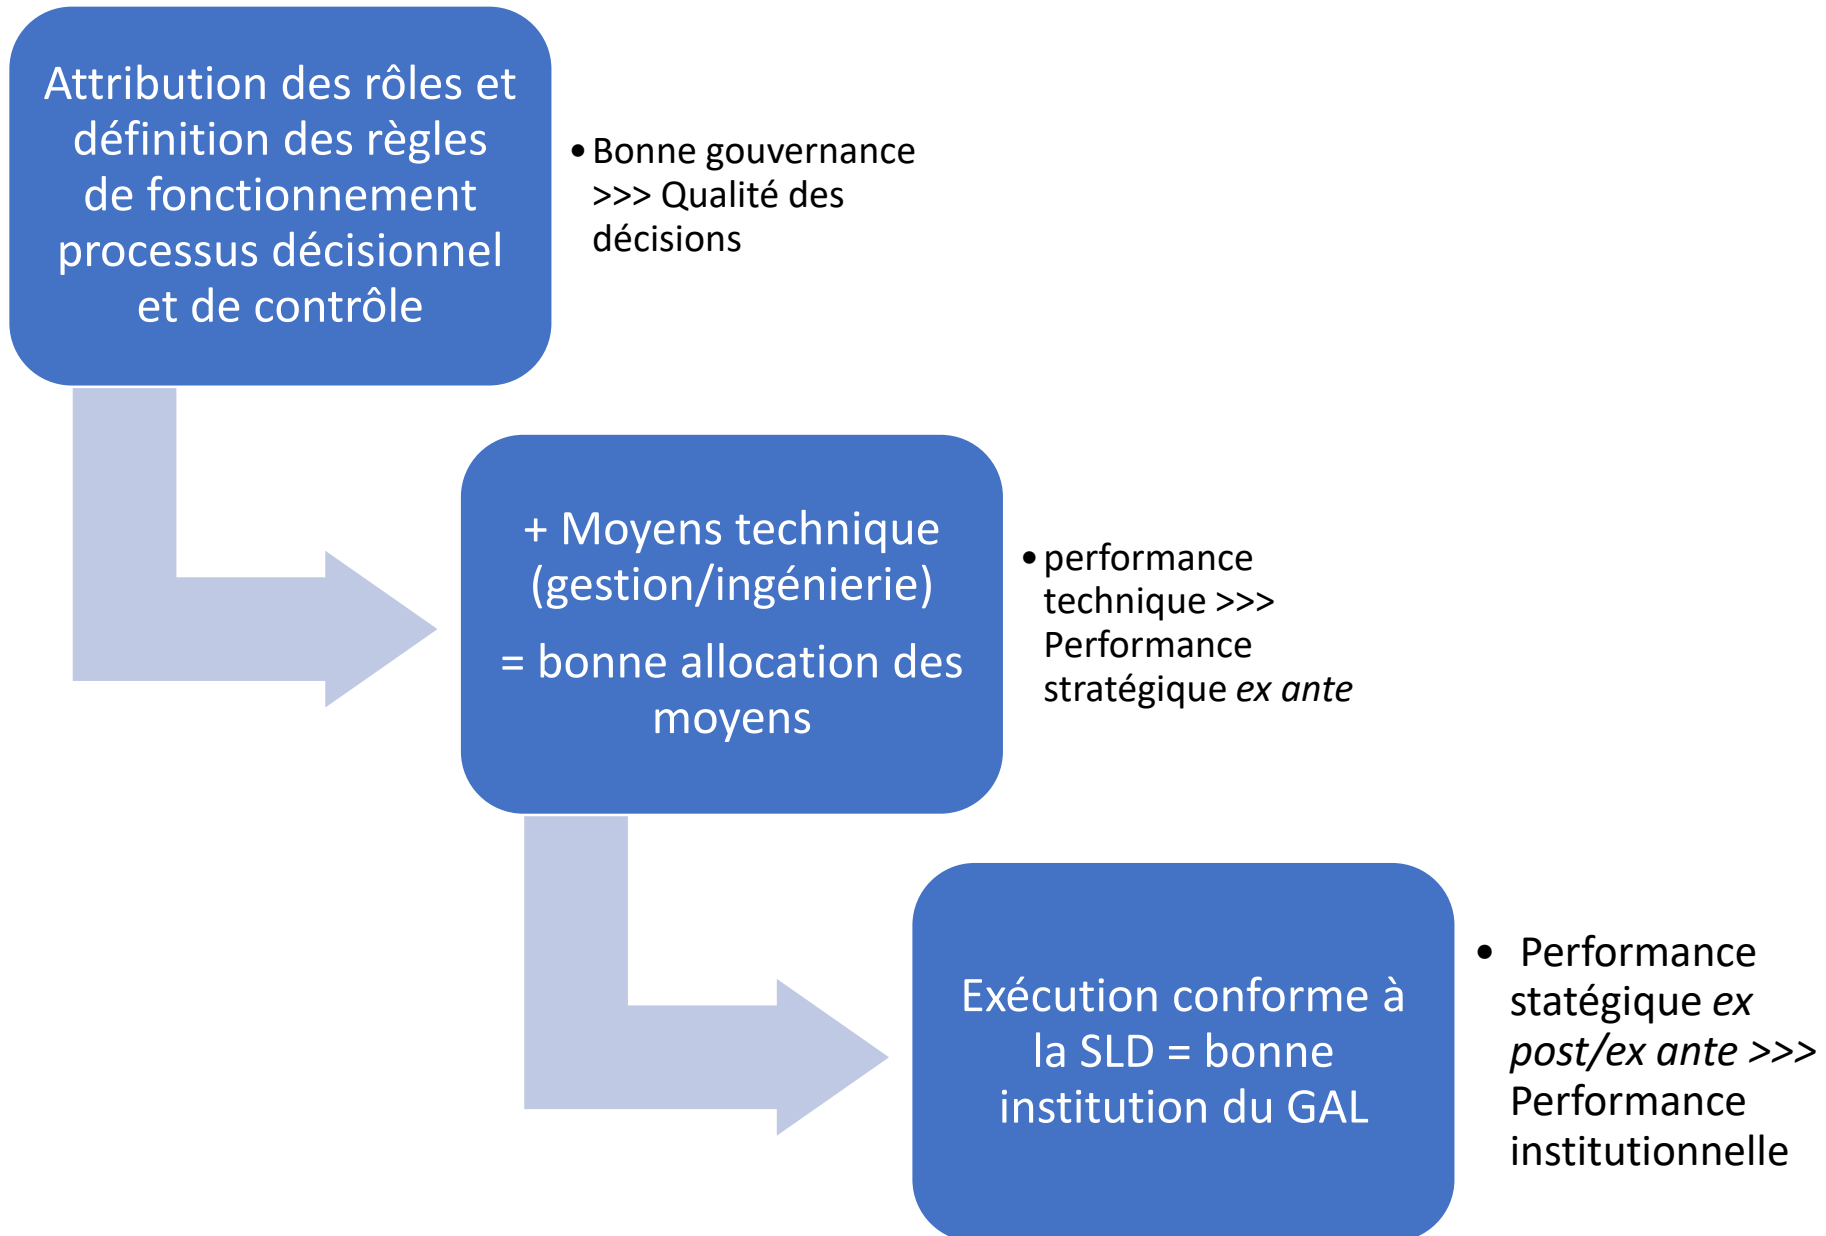 Attribution des rôles et
définition des règles
de fonctionnement
processus décisionnel
et de contrôle
•Bonne gouvernance
>>> Qualité des
décisions
+ Moyens technique
(gestion/ingénierie)
= bonne allocation des
moyens
•performance
technique >>>
Performance
stratégique ex ante
Exécution conforme à
la SLD = bonne
institution du GAL
• Performance
statégique ex
post/ex ante >>>
Performance
institutionnelle